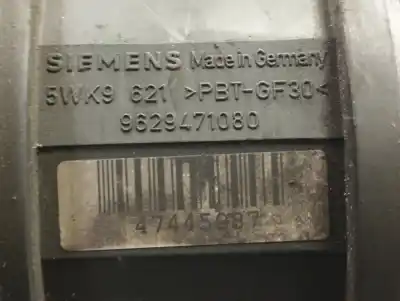 SIEMENS Made in Germany
5WK9 621 >PBT-GF30<
9629471080